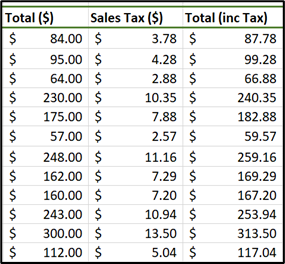 Total ($) Sales Tax ($) Total (inc Tax)
$ 84.00 $ 3.78 $ 87.78
$ 95.00 $ 4.28 $ 99.28
$ 64.00 $ 2.88 $ 66.88
$ 230.00 $ 10.35 $ 240.35
$ 175.00 $ 7.88 $ 182.88
$ 57.00 $ 2.57 $ 59.57
$ 248.00 $ 11.16 $ 259.16
$ 162.00 $ 7.29 $ 169.29
$ 160.00 $ 7.20 $ 167.20
$ 243.00 $ 10.94 $ 253.94
$ 300.00 $ 13.50 $ 313.50
$ 112.00 $ 5.04 $ 117.04